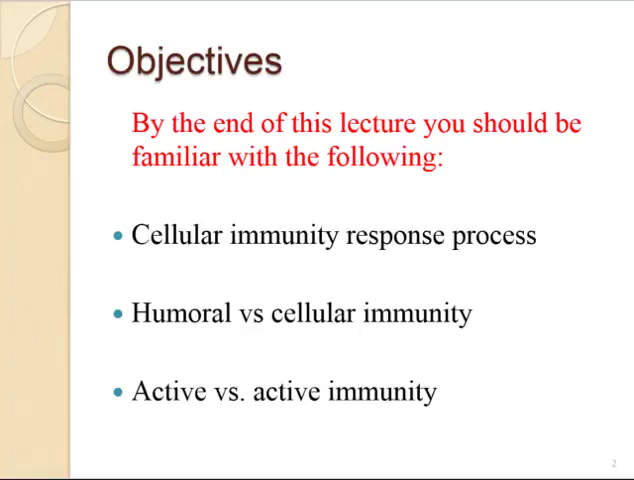 Objectives
By the end of this lecture you should be
familiar with the following:
• Cellular immunity response process
• Humoral vs cellular immunity
• Active vs. active immunity
2